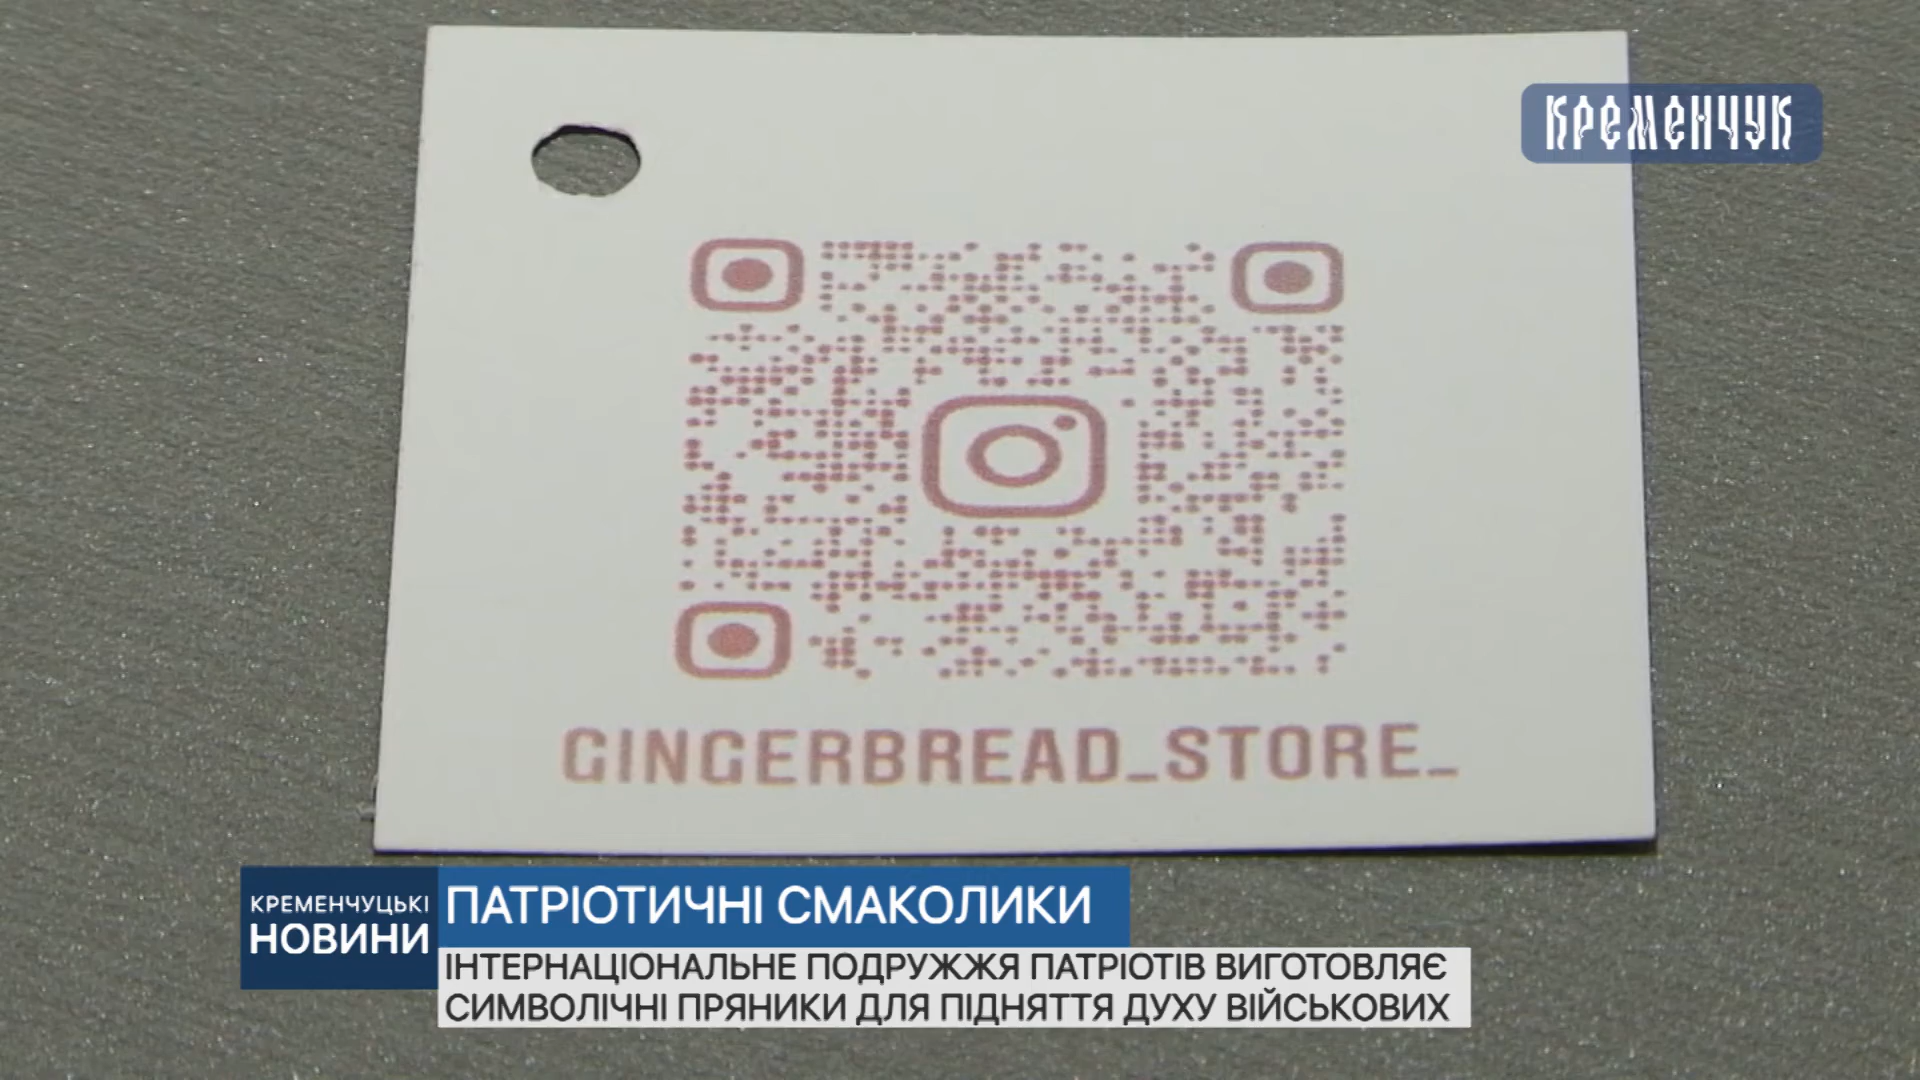 КРЕМЕНЧУК
GINGERBREAD_STORE_
КРЕМЕНЧУЦЬКІ
НОВИНИ
ПАТРІОТИЧНІ СМАКОЛИКИ
ІНТЕРНАЦІОНАЛЬНЕ ПОДРУЖЖЯ ПАТРІОТІВ ВИГОТОВЛЯЄ
СИМВОЛІЧНІ ПРЯНИКИ ДЛЯ ПІДНЯТТЯ ДУХУ ВІЙСЬКОВИХ